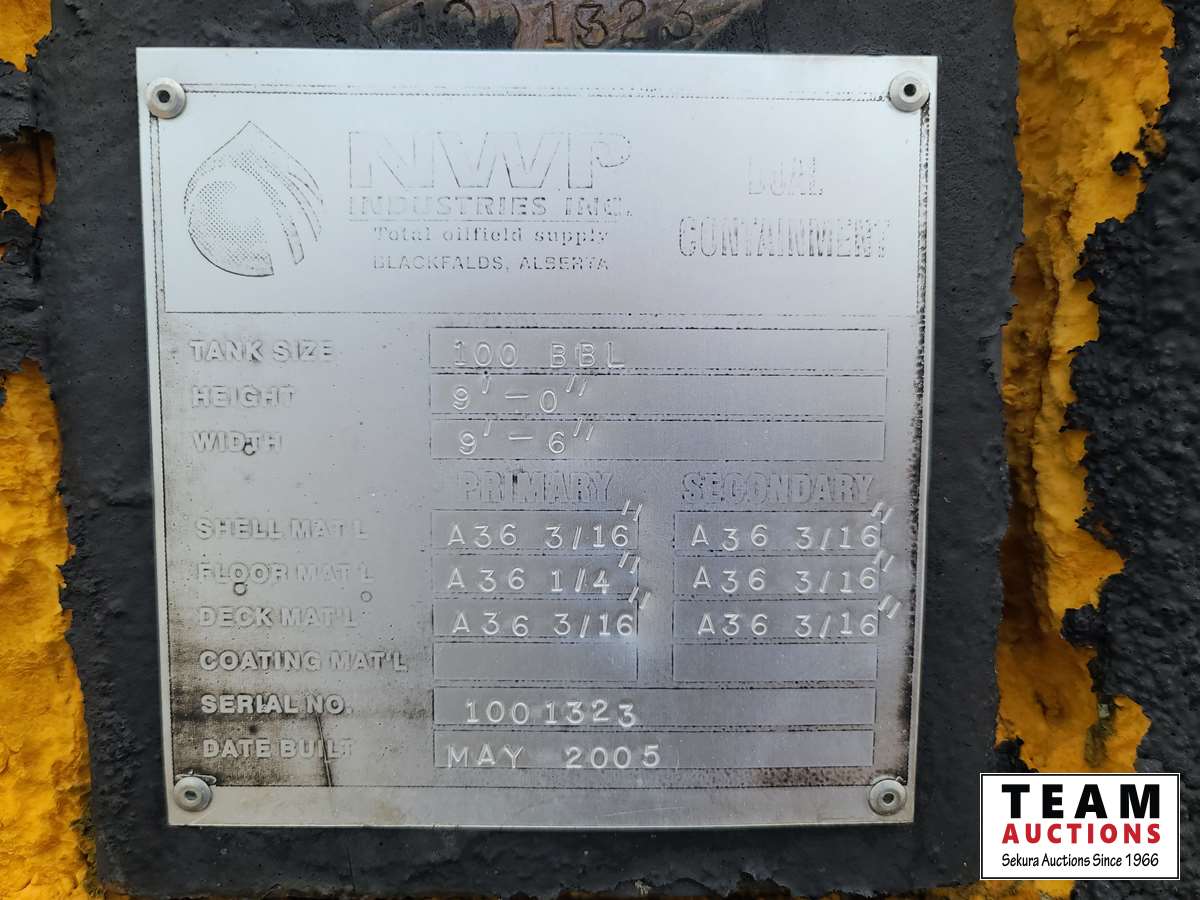 1001323
NWP
INDUSTRIES INC.
Total oilfield supply
BLACKFALDS, ALBERTA
DUAL
CONTAINMENT
TANK SIZE 100 BBL
HEIGHT 9'-0"
WIDTH 9'-6"
PRIMARY SECONDARY
SHELL MAT'L A36 3/16" A36 3/16"
FLOOR MAT'L A36 1/4" A36 3/16"
DECK MAT'L A36 3/16" A36 3/16"
COATING MAT'L
SERIAL NO. 1001323
DATE BUILT MAY 2005
TEAM
AUCTIONS
Sekura Auctions Since 1966